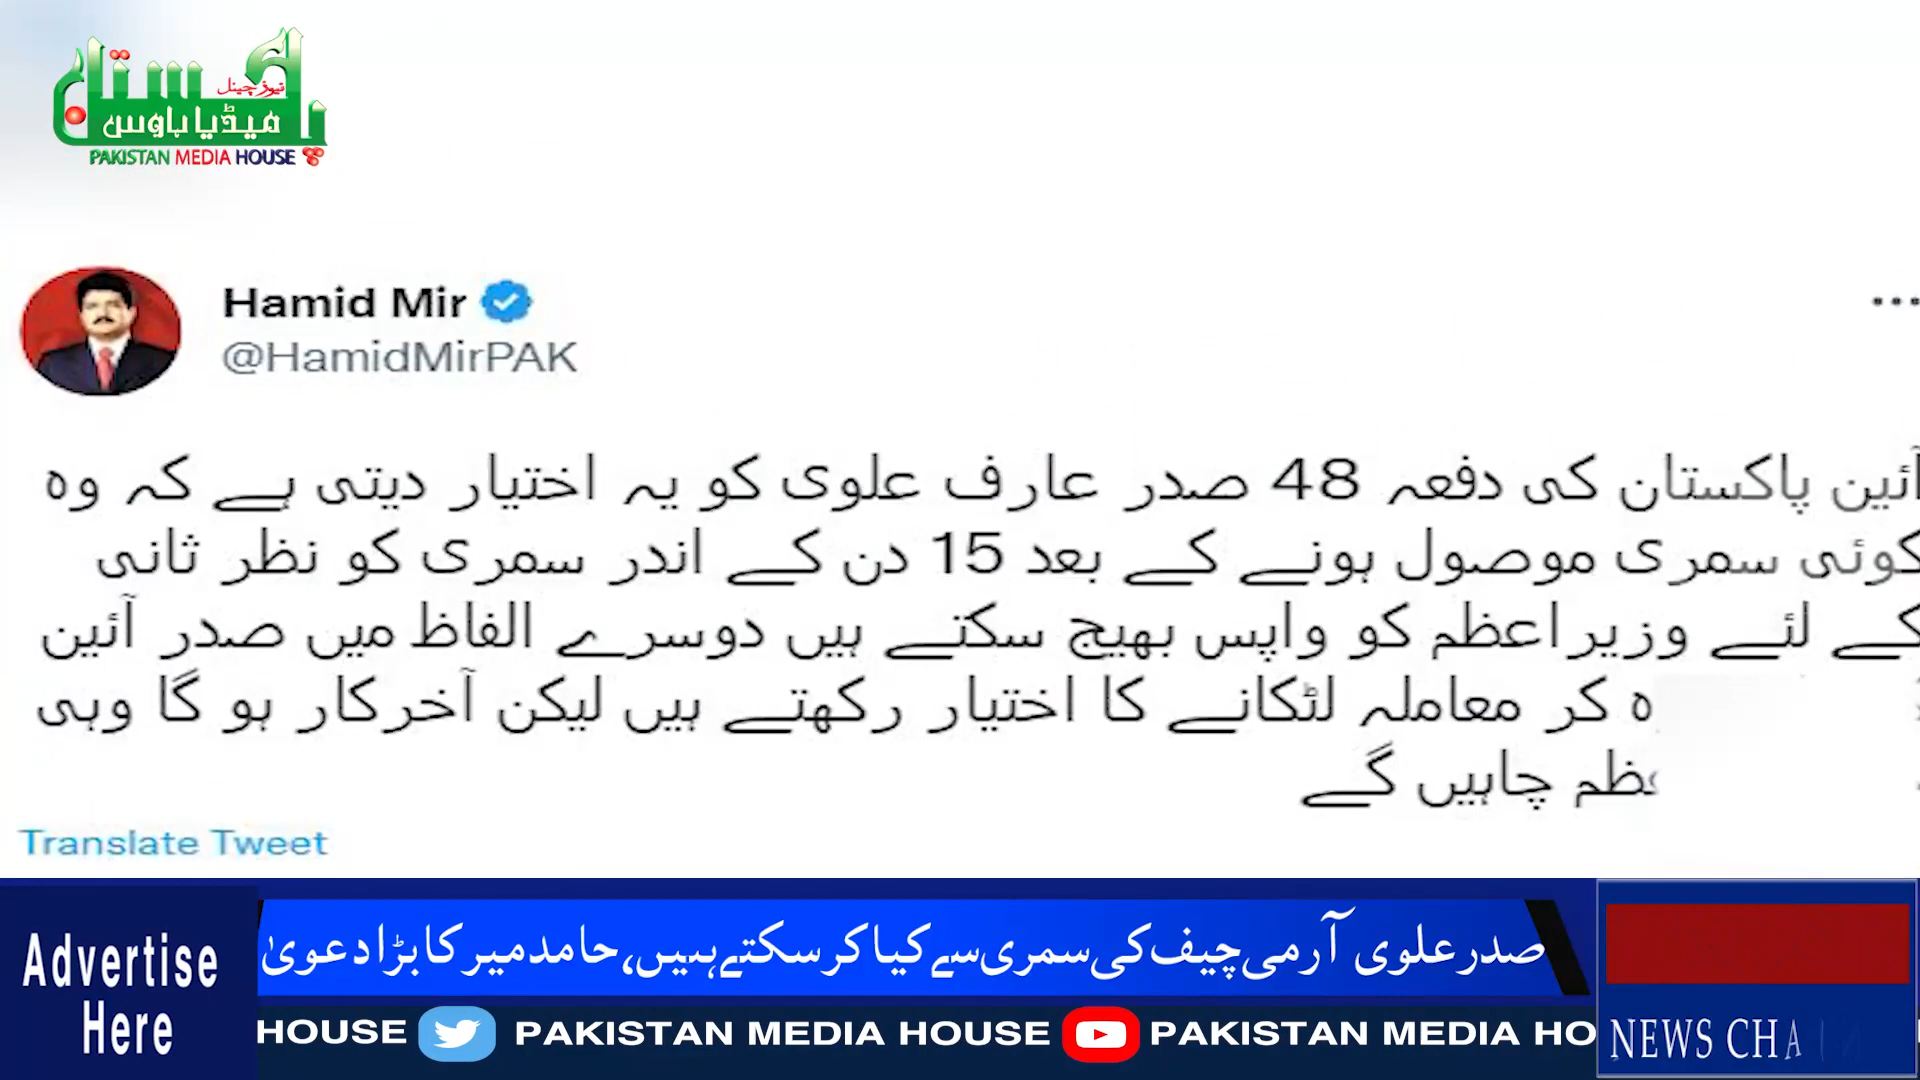 پاکستان
نیوز چینل
میڈیا ہاوس
PAKISTAN MEDIA HOUSE
Hamid Mir
@HamidMirPAK
آئین پاکستان کی دفعہ 48 صدر عارف علوی کو یہ اختیار دیتی ہے کہ وہ
کوئی سمری موصول ہونے کے بعد 15 دن کے اندر سمری کو نظر ثانی
کے لئے وزیراعظم کو واپس بھیج سکتے ہیں دوسرے الفاظ میں صدر آئین
کر معاملہ لٹکانے کا اختیار رکھتے ہیں لیکن آخرکار ہو گا وہی
چاہیں گے
Translate Tweet
صدر علوی آرمی چیف کی سمری سے کیا کر سکتے ہیں، حامد میر کا بڑا دعویٰ
Advertise
Here
HOUSE PAKISTAN MEDIA HOUSE PAKISTAN MEDIA HO
NEWS CHA